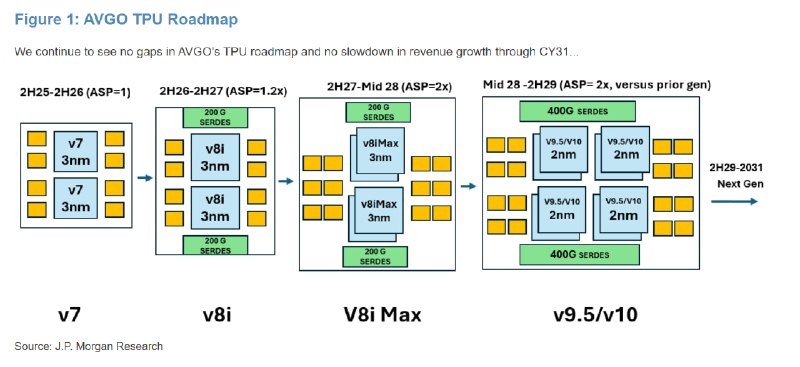 Figure 1: AVGO TPU Roadmap
We continue to see no gaps in AVGO's TPU roadmap and no slowdown in revenue growth through CY31...
2H25-2H26 (ASP=1)
v7
3nm
v7
3nm
v7
2H26-2H27 (ASP=1.2x)
200 G
SERDES
v8i
3nm
v8i
3nm
200 G
SERDES
v8i
2H27-Mid 28 (ASP=2x)
200 G
SERDES
v8iMax
3nm
v8iMax
3nm
200 G
SERDES
V8i Max
Mid 28 -2H29 (ASP= 2x, versus prior gen)
400G SERDES
V9.5/V10
2nm
V9.5/V10
2nm
V9.5/V10
2nm
V9.5/V10
2nm
400G SERDES
v9.5/v10
2H29-2031
Next Gen
Source: J.P. Morgan Research